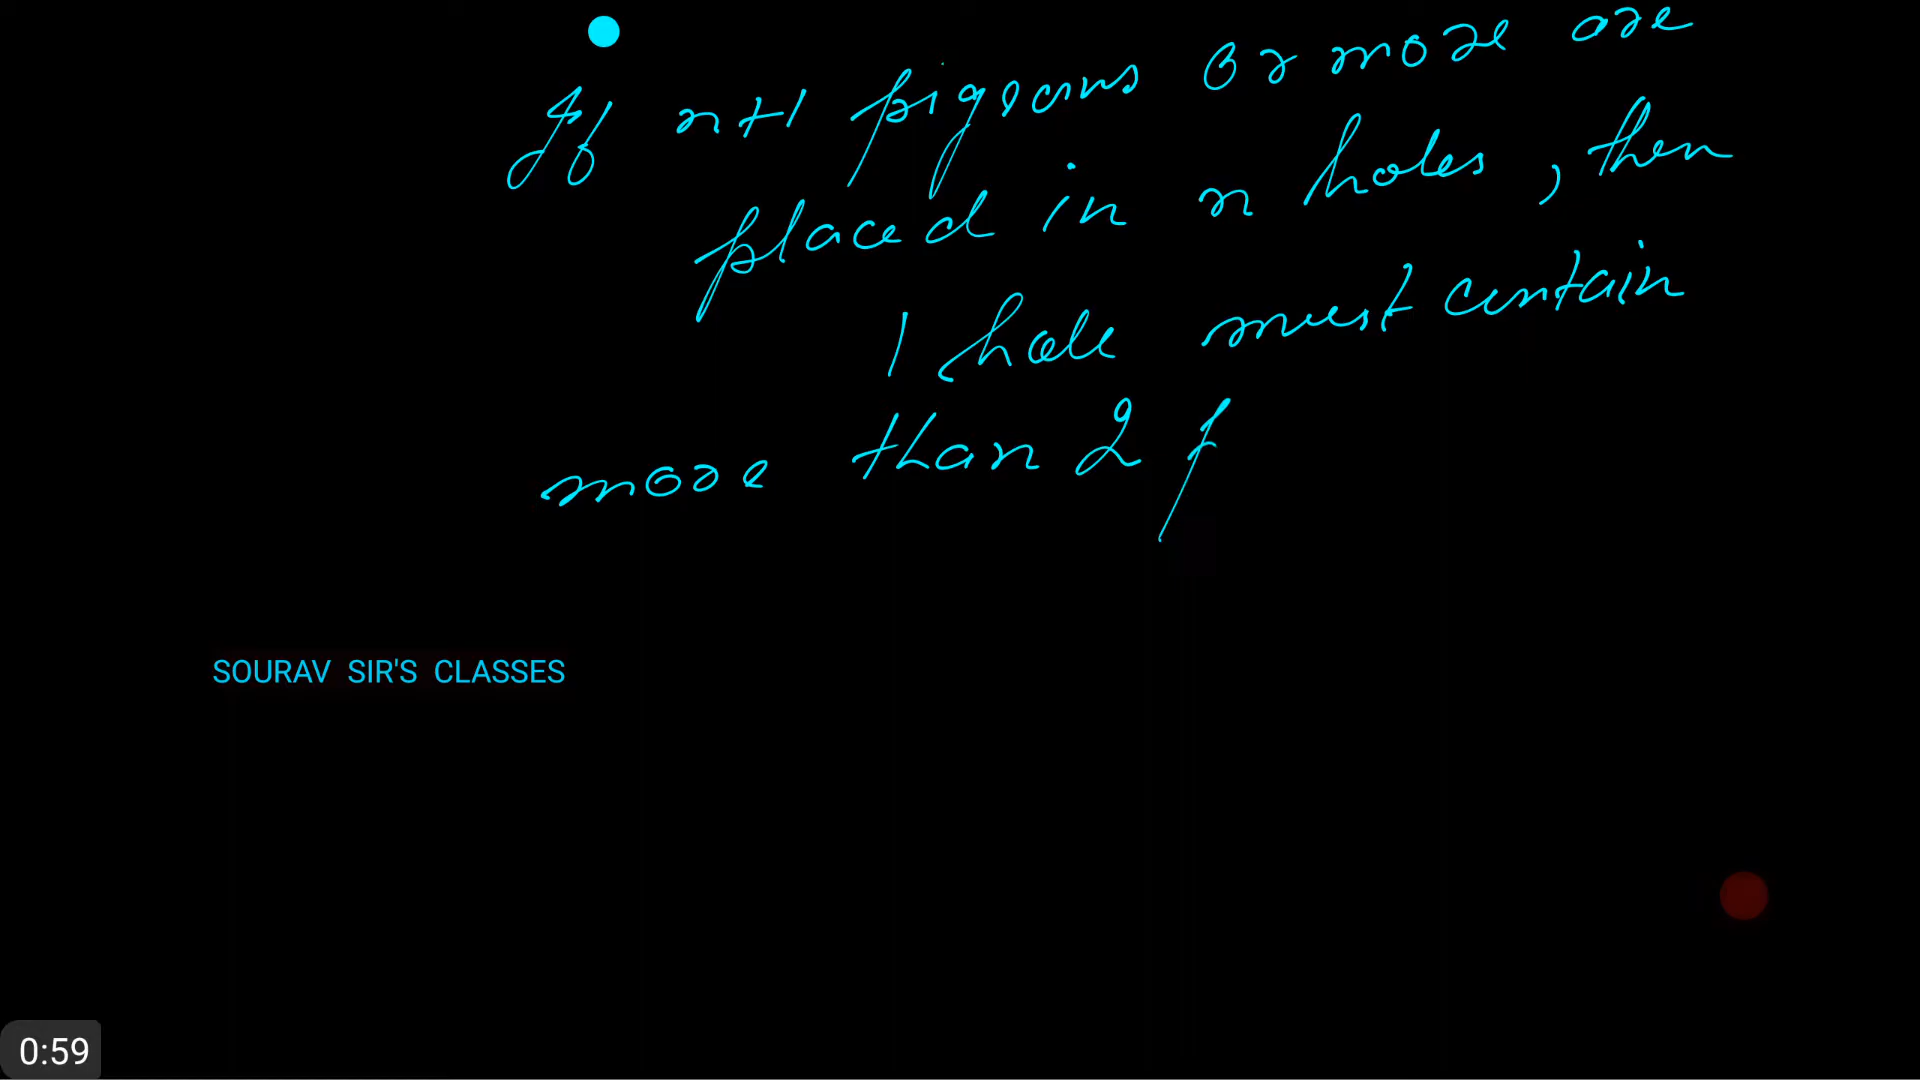 If n+1 pigeons or more are
placed in n holes, then
1 hole must contain
more than 2 p
SOURAV SIR'S CLASSES
0:59